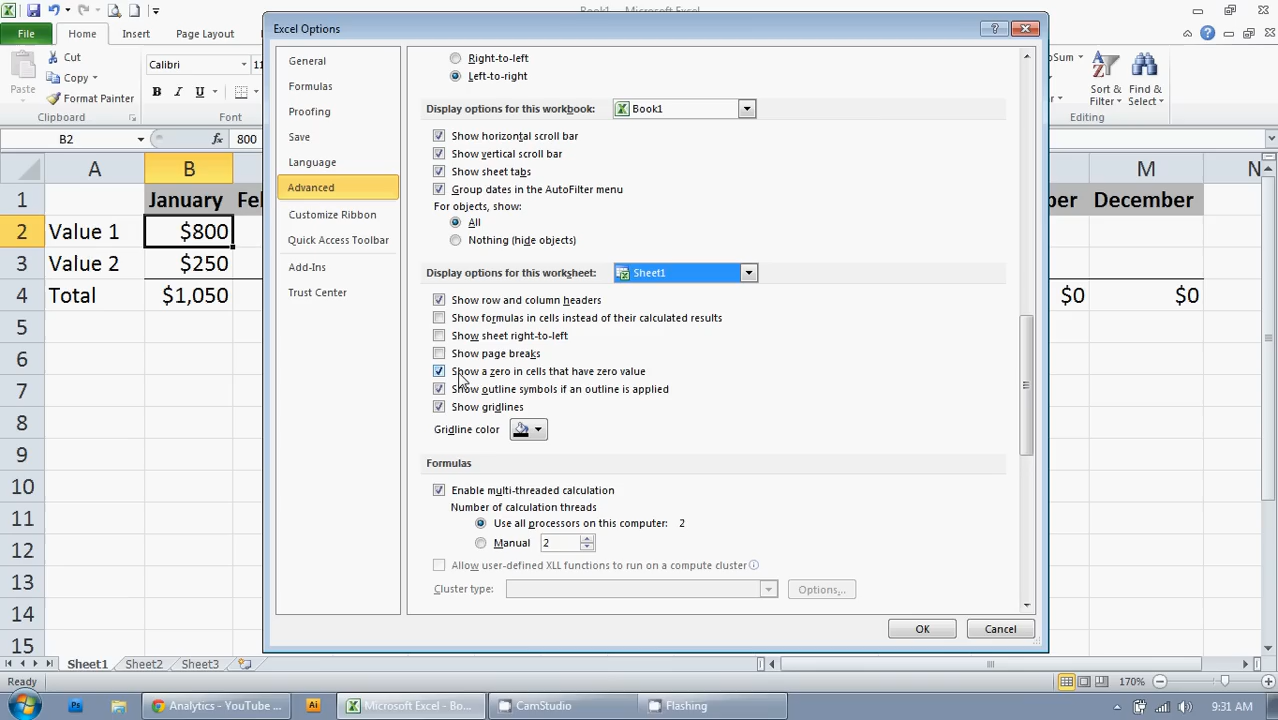 Book1 - Microsoft Excel
File
Home
Insert
Page Layout
Cut
Copy
Format Painter
Paste
Clipboard
Calibri
11
B I U
Font
Sort & Filter
Find & Select
Editing
B2
fx 800
A B M N
1 January December
2 Value 1 $800
3 Value 2 $250
4 Total $1,050 $0 $0
5
6
7
8
9
10
11
12
13
14
15
Excel Options
General
Formulas
Proofing
Save
Language
Advanced
Customize Ribbon
Quick Access Toolbar
Add-Ins
Trust Center
Right-to-left
Left-to-right
Display options for this workbook: Book1
Show horizontal scroll bar
Show vertical scroll bar
Show sheet tabs
Group dates in the AutoFilter menu
For objects, show:
All
Nothing (hide objects)
Display options for this worksheet: Sheet1
Show row and column headers
Show formulas in cells instead of their calculated results
Show sheet right-to-left
Show page breaks
Show a zero in cells that have zero value
Show outline symbols if an outline is applied
Show gridlines
Gridline color
Formulas
Enable multi-threaded calculation
Number of calculation threads
Use all processors on this computer: 2
Manual 2
Allow user-defined XLL functions to run on a compute cluster
Cluster type:
Options...
OK
Cancel
Sheet1 Sheet2 Sheet3
Ready
170%
Analytics - YouTube ...
Microsoft Excel - Bo...
CamStudio
Flashing
9:31 AM